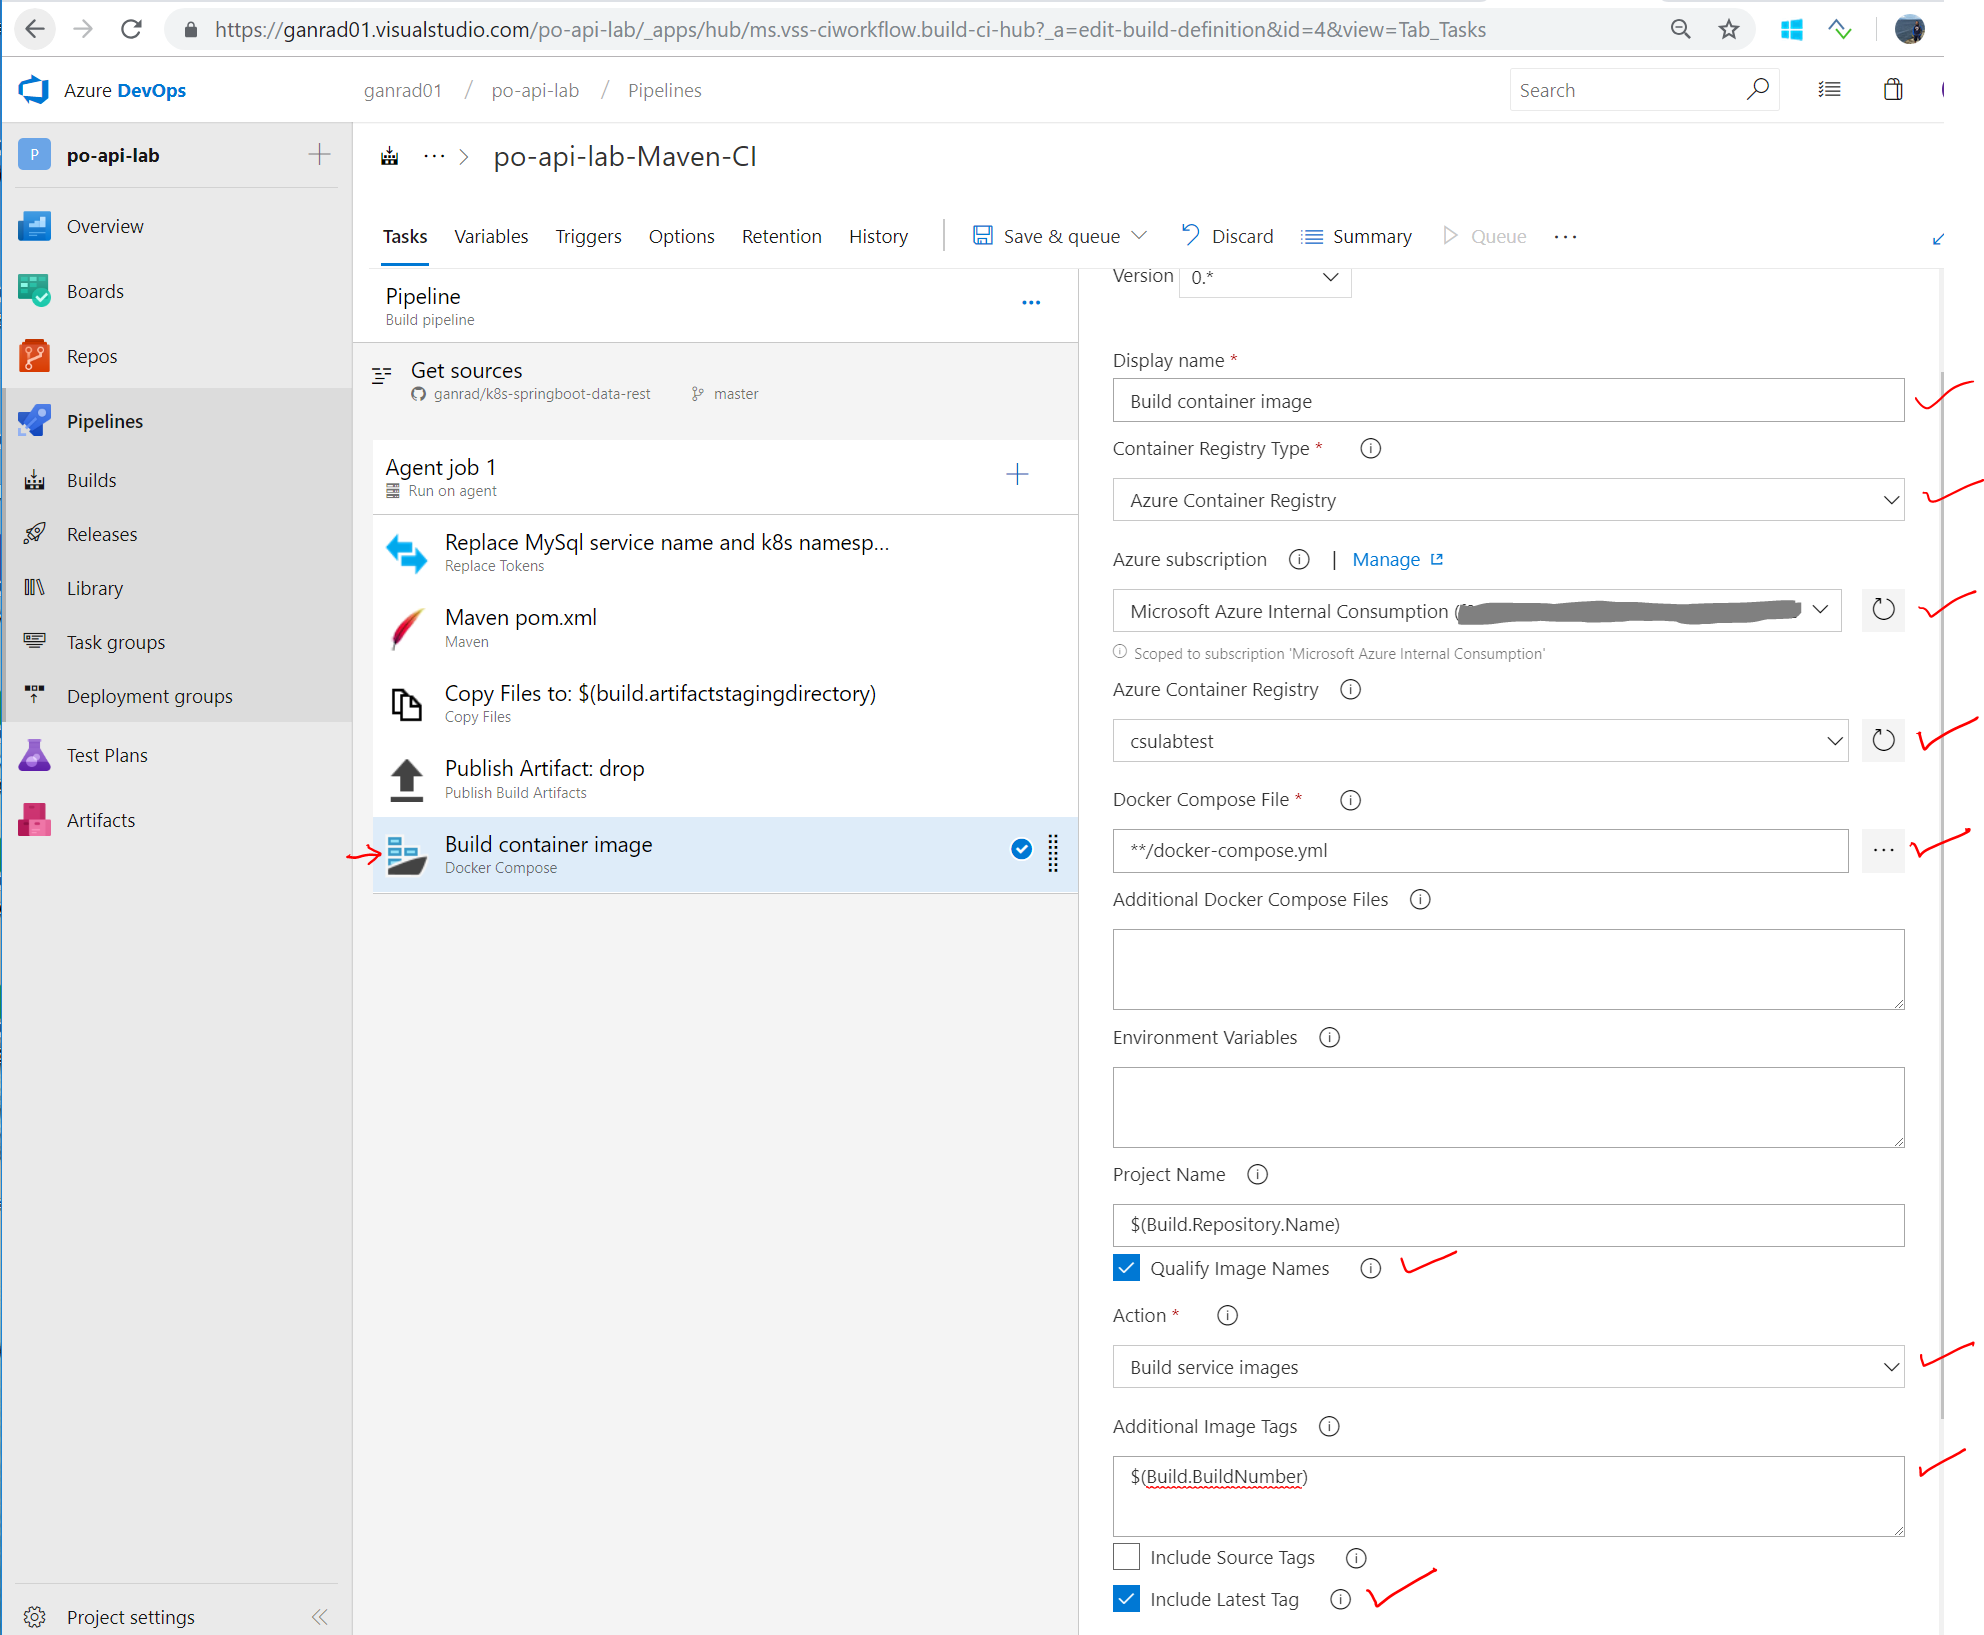 https://ganrad01.visualstudio.com/po-api-lab/_apps/hub/ms.vss-ciworkflow.build-ci-hub?_a=edit-build-definition&id=4&view=Tab_Tasks
Azure DevOps
ganrad01 / po-api-lab / Pipelines
Search
P po-api-lab
Overview
Boards
Repos
Pipelines
Builds
Releases
Library
Task groups
Deployment groups
Test Plans
Artifacts
Project settings
··· > po-api-lab-Maven-CI
Tasks Variables Triggers Options Retention History Save & queue Discard Summary Queue ···
Pipeline
Build pipeline
Get sources
ganrad/k8s-springboot-data-rest master
Agent job 1
Run on agent
Replace MySql service name and k8s namesp...
Replace Tokens
Maven pom.xml
Maven
Copy Files to: $(build.artifactstagingdirectory)
Copy Files
Publish Artifact: drop
Publish Build Artifacts
Build container image
Docker Compose
Version 0.*
Display name *
Build container image
Container Registry Type *
Azure Container Registry
Azure subscription | Manage
Microsoft Azure Internal Consumption (
Scoped to subscription 'Microsoft Azure Internal Consumption'
Azure Container Registry
csulabtest
Docker Compose File *
**/docker-compose.yml
Additional Docker Compose Files
Environment Variables
Project Name
$(Build.Repository.Name)
Qualify Image Names
Action *
Build service images
Additional Image Tags
$(Build.BuildNumber)
Include Source Tags
Include Latest Tag